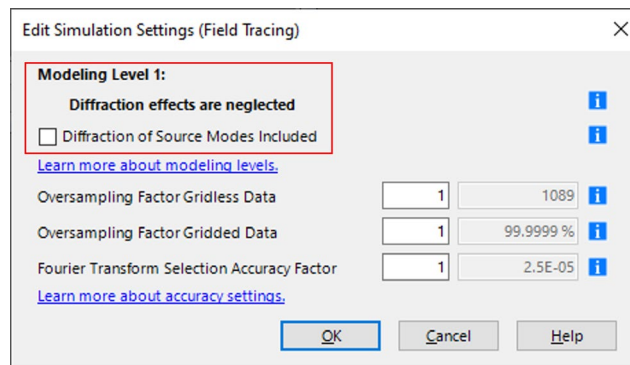 Edit Simulation Settings (Field Tracing)
Modeling Level 1:
Diffraction effects are neglected
Diffraction of Source Modes Included
Learn more about modeling levels.
Oversampling Factor Gridless Data 1 1089
Oversampling Factor Gridded Data 1 99.9999 %
Fourier Transform Selection Accuracy Factor 1 2.5E-05
Learn more about accuracy settings.
OK Cancel Help